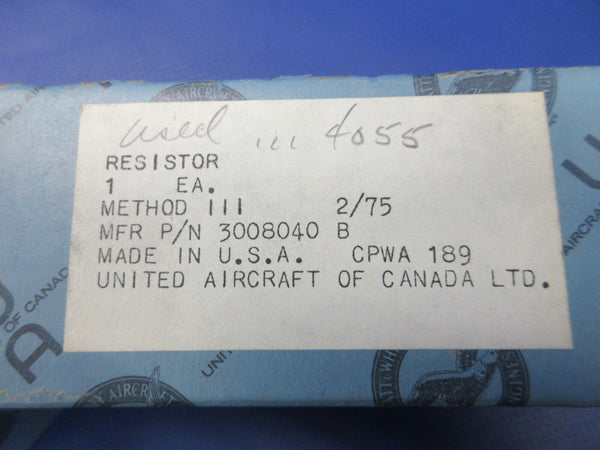 used in 4055
RESISTOR
1 EA.
METHOD III 2/75
MFR P/N 3008040 B
MADE IN U.S.A. CPWA 189
UNITED AIRCRAFT OF CANADA LTD.